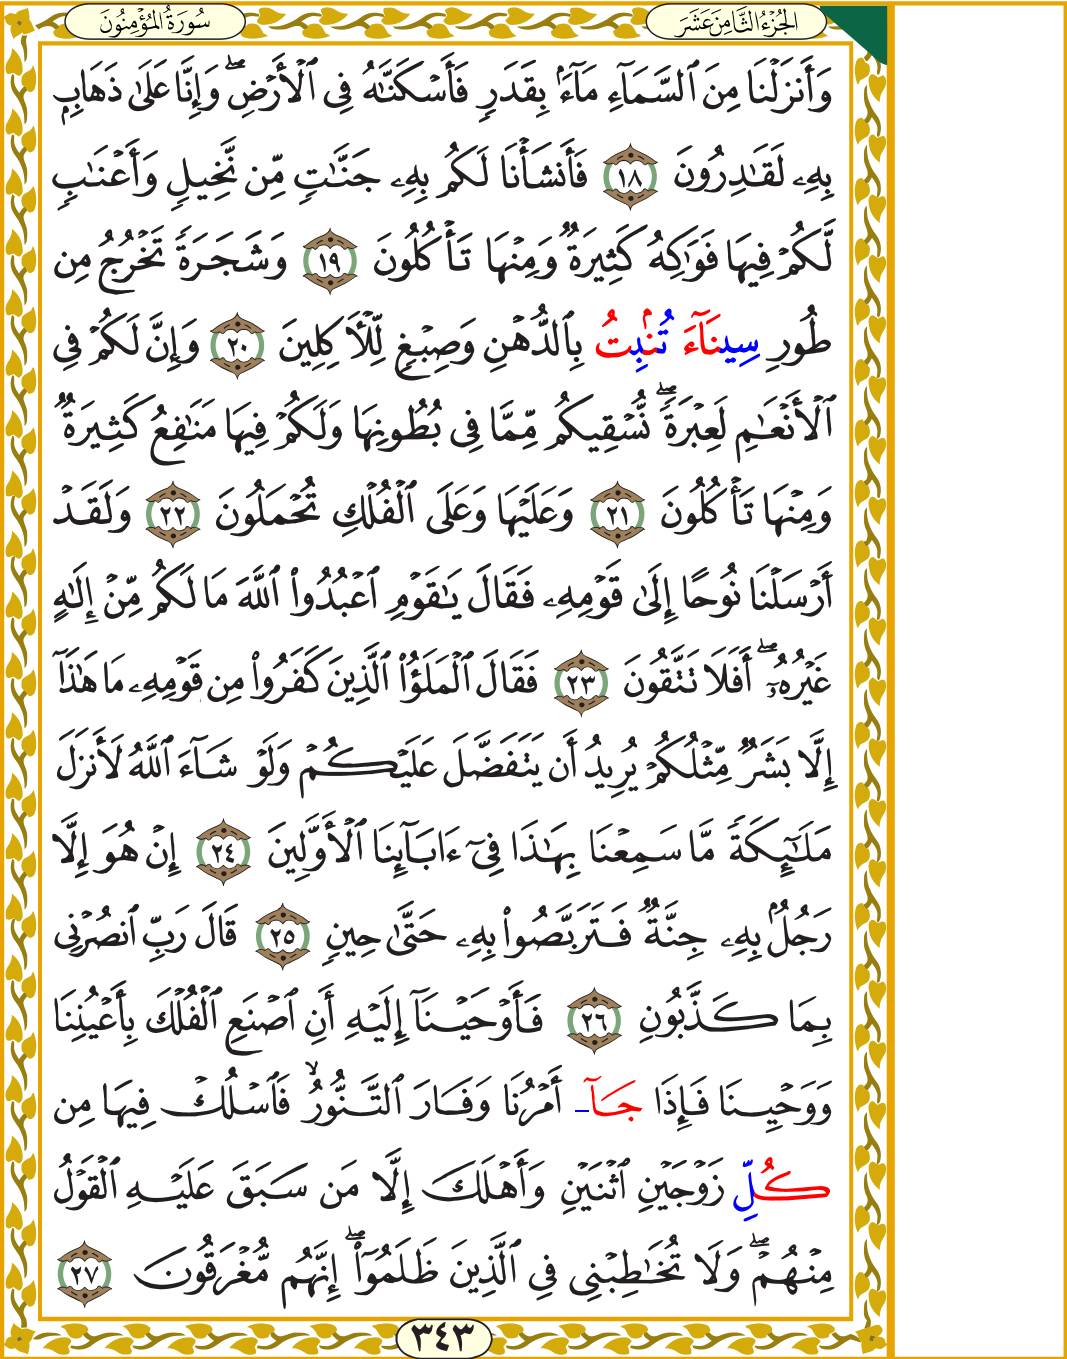 الجُزْءُ الثَّامِنَ عَشَرَ
سُورَةُ المُؤْمِنُونَ
وَأَنزَلْنَا مِنَ ٱلسَّمَآءِ مَآءَۢ بِقَدَرٖ فَأَسْكَنَّٰهُ فِى ٱلْأَرْضِۖ وَإِنَّا عَلَىٰ ذَهَابِۭ
بِهِۦ لَقَٰدِرُونَ ١٨ فَأَنشَأْنَا لَكُم بِهِۦ جَنَّٰتٖ مِّن نَّخِيلٖ وَأَعْنَٰبٖ
لَّكُمْ فِيهَا فَوَٰكِهُ كَثِيرَةٞ وَمِنْهَا تَأْكُلُونَ ١٩ وَشَجَرَةٗ تَخْرُجُ مِن
طُورِ سِينَآءَ تُنۢبِتُ بِٱلدُّهْنِ وَصِبْغٖ لِّلْأٓكِلِينَ ٢٠ وَإِنَّ لَكُمْ فِى
ٱلْأَنْعَٰمِ لَعِبْرَةٗۖ نُّسْقِيكُم مِّمَّا فِى بُطُونِهَا وَلَكُمْ فِيهَا مَنَٰفِعُ كَثِيرَةٞ
وَمِنْهَا تَأْكُلُونَ ٢١ وَعَلَيْهَا وَعَلَى ٱلْفُلْكِ تُحْمَلُونَ ٢٢ وَلَقَدْ
أَرْسَلْنَا نُوحًا إِلَىٰ قَوْمِهِۦ فَقَالَ يَٰقَوْمِ ٱعْبُدُوا۟ ٱللَّهَ مَا لَكُم مِّنْ إِلَٰهٍ
غَيْرُهُۥٓۖ أَفَلَا تَتَّقُونَ ٢٣ فَقَالَ ٱلْمَلَؤُا۟ ٱلَّذِينَ كَفَرُوا۟ مِن قَوْمِهِۦ مَا هَٰذَآ
إِلَّا بَشَرٞ مِّثْلُكُمْ يُرِيدُ أَن يَتَفَضَّلَ عَلَيْكُمْ وَلَوْ شَآءَ ٱللَّهُ لَأَنزَلَ
مَلَٰٓئِكَةٗ مَّا سَمِعْنَا بِهَٰذَا فِىٓ ءَابَآئِنَا ٱلْأَوَّلِينَ ٢٤ إِنْ هُوَ إِلَّا
رَجُلُۢ بِهِۦ جِنَّةٞ فَتَرَبَّصُوا۟ بِهِۦ حَتَّىٰ حِينٖ ٢٥ قَالَ رَبِّ ٱنصُرْنِى
بِمَا كَذَّبُونِ ٢٦ فَأَوْحَيْنَآ إِلَيْهِ أَنِ ٱصْنَعِ ٱلْفُلْكَ بِأَعْيُنِنَا
وَوَحْيِنَا فَإِذَا جَآ أَمْرُنَا وَفَارَ ٱلتَّنُّورُۙ فَٱسْلُكْ فِيهَا مِن
كُلِّ زَوْجَيْنِ ٱثْنَيْنِ وَأَهْلَكَ إِلَّا مَن سَبَقَ عَلَيْهِ ٱلْقَوْلُ
مِنْهُمْۖ وَلَا تُخَٰطِبْنِى فِى ٱلَّذِينَ ظَلَمُوٓا۟ۖ إِنَّهُم مُّغْرَقُونَ ٢٧
٣٤٣